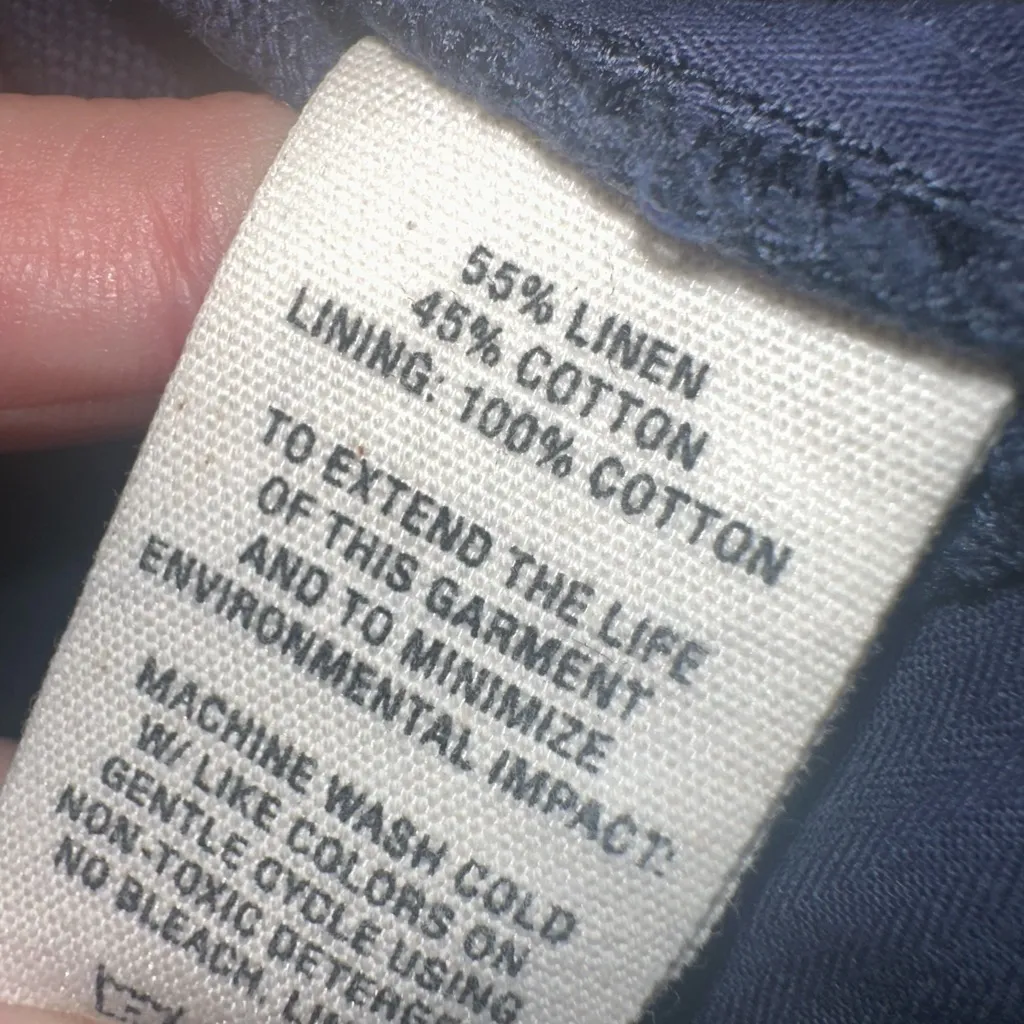 55% LINEN
45% COTTON
LINING: 100% COTTON
TO EXTEND THE LIFE
OF THIS GARMENT
AND TO MINIMIZE
ENVIRONMENTAL IMPACT:
MACHINE WASH COLD
W/ LIKE COLORS ON
GENTLE CYCLE USING
NON-TOXIC
NO BLEACH.